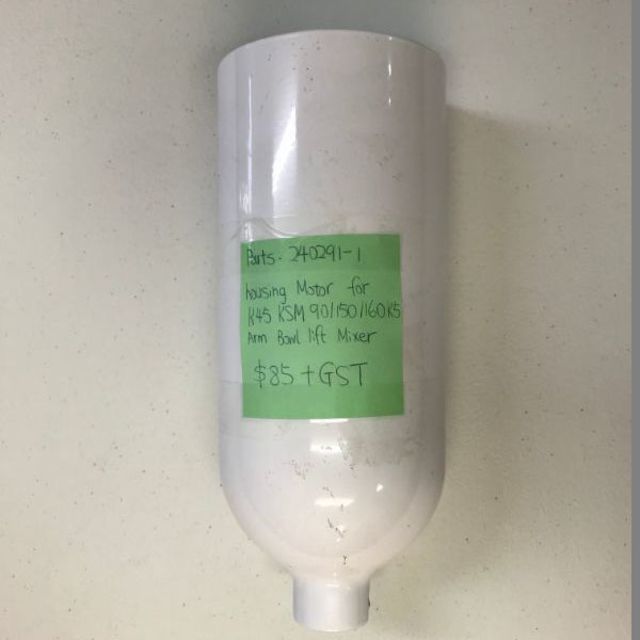 Parts - 240291-1
housing Motor for
K45 KSM 90/150/160 K5
Arm Bowl lift Mixer
$85 + GST